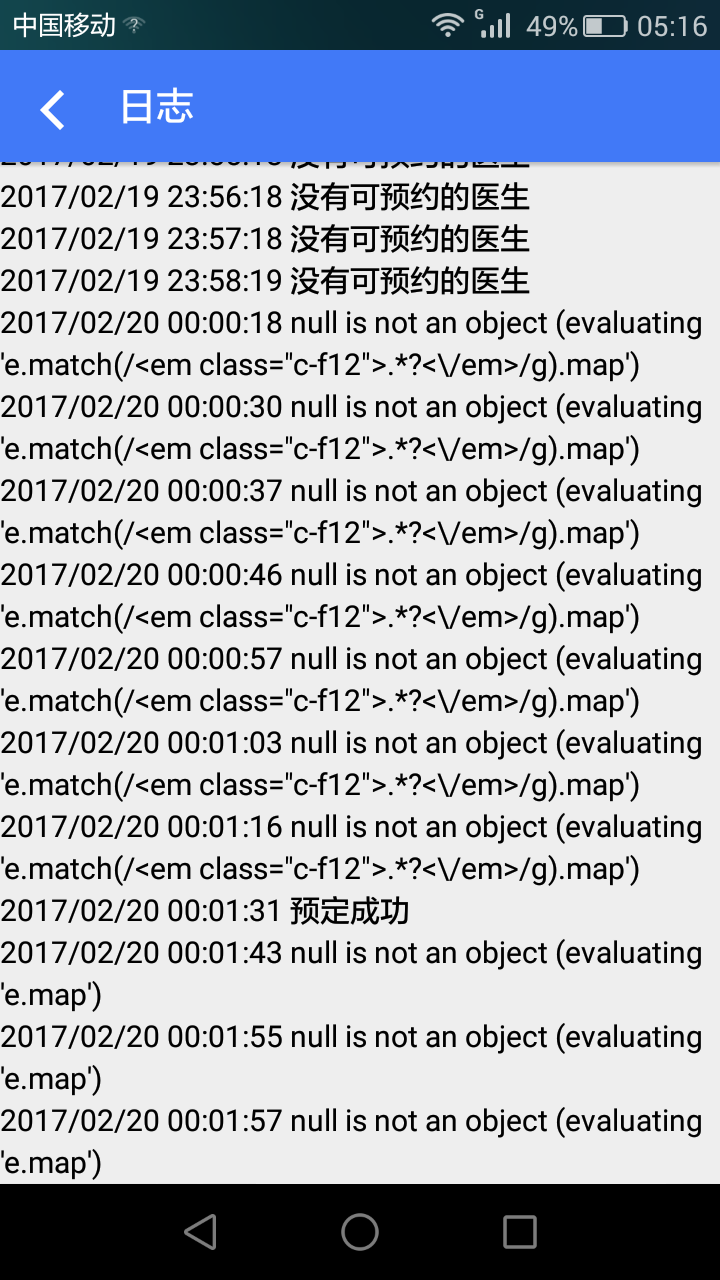 中国移动 G 49% 05:16
日志
2017/02/19 23:56:18 没有可预约的医生
2017/02/19 23:57:18 没有可预约的医生
2017/02/19 23:58:19 没有可预约的医生
2017/02/20 00:00:18 null is not an object (evaluating
'e.match(/<em class="c-f12">.*?<\/em>/g).map')
2017/02/20 00:00:30 null is not an object (evaluating
'e.match(/<em class="c-f12">.*?<\/em>/g).map')
2017/02/20 00:00:37 null is not an object (evaluating
'e.match(/<em class="c-f12">.*?<\/em>/g).map')
2017/02/20 00:00:46 null is not an object (evaluating
'e.match(/<em class="c-f12">.*?<\/em>/g).map')
2017/02/20 00:00:57 null is not an object (evaluating
'e.match(/<em class="c-f12">.*?<\/em>/g).map')
2017/02/20 00:01:03 null is not an object (evaluating
'e.match(/<em class="c-f12">.*?<\/em>/g).map')
2017/02/20 00:01:16 null is not an object (evaluating
'e.match(/<em class="c-f12">.*?<\/em>/g).map')
2017/02/20 00:01:31 预定成功
2017/02/20 00:01:43 null is not an object (evaluating
'e.map')
2017/02/20 00:01:55 null is not an object (evaluating
'e.map')
2017/02/20 00:01:57 null is not an object (evaluating
'e.map')